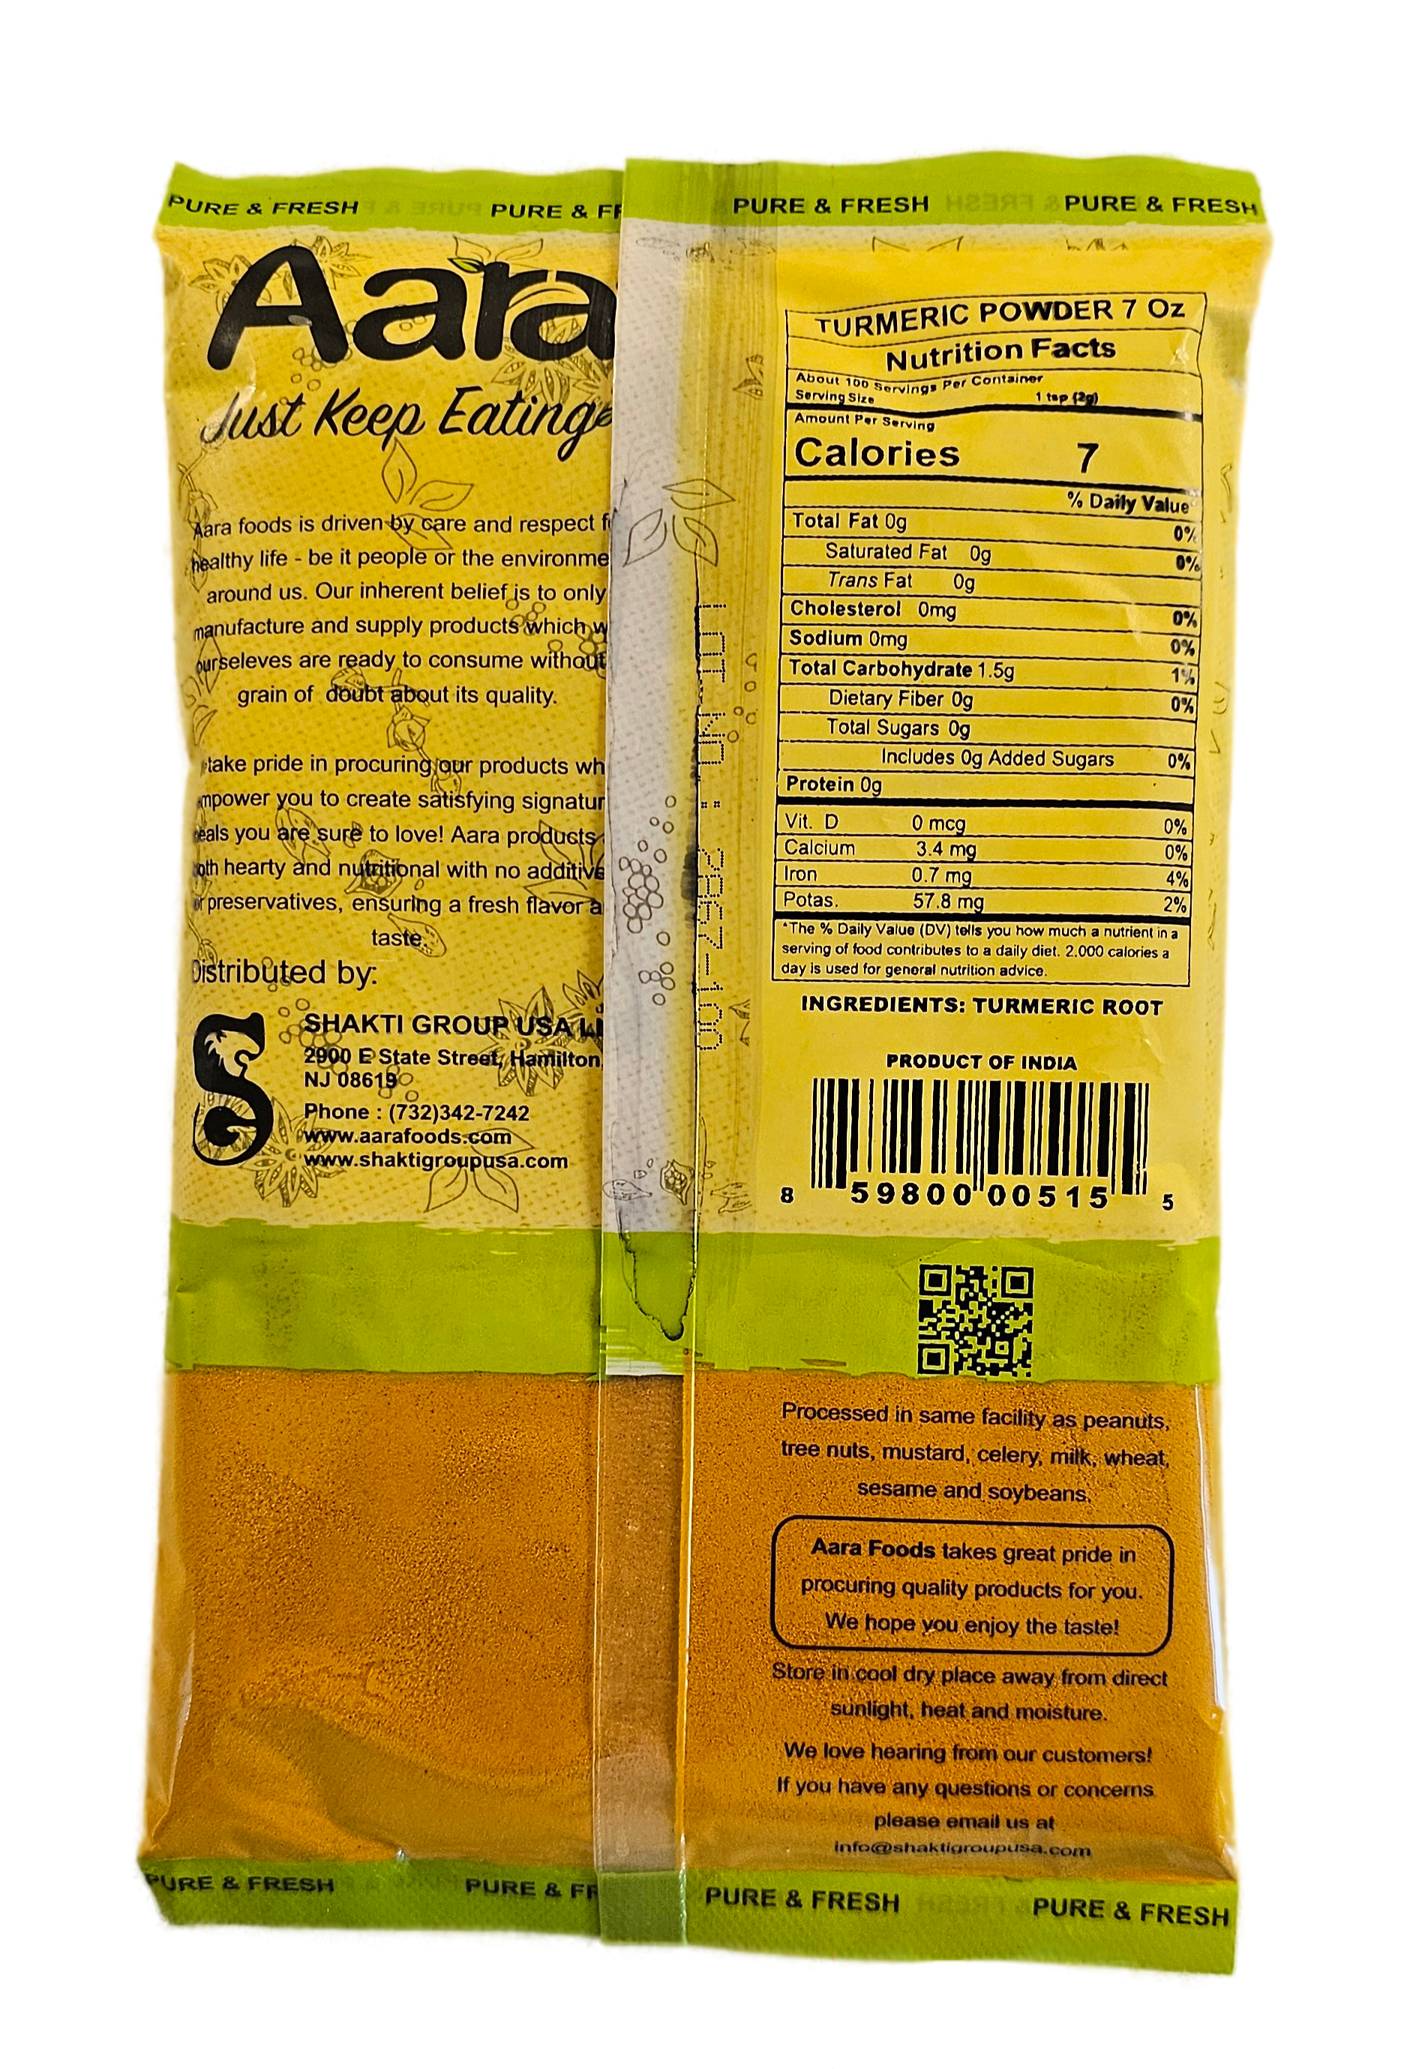 PURE & FRESH PURE & PURE & FRESH PURE & FRESH
Aara
Just Keep Eating
Aara foods is driven by care and respect
healthy life - be it people or the environme
around us. Our inherent belief is to only
manufacture and supply products which
ourseleves are ready to consume without
grain of doubt about its quality.
take pride in procuring our products wh
mpower you to create satisfying signatur
eals you are sure to love! Aara products
oth hearty and nutritional with no additive
or preservatives, ensuring a fresh flavor a
taste.
Distributed by:
SHAKTI GROUP USA
2900 E State Street, Hamilton,
NJ 08619
Phone : (732)342-7242
www.aarafoods.com
www.shaktigroupusa.com
LOT NO.: 2867-100
TURMERIC POWDER 7 Oz
Nutrition Facts
About 100 Servings Per Container
Serving Size 1 tsp (2g)
Amount Per Serving
Calories 7
% Daily Value*
Total Fat 0g 0%
Saturated Fat 0g 0%
Trans Fat 0g
Cholesterol 0mg 0%
Sodium 0mg 0%
Total Carbohydrate 1.5g 1%
Dietary Fiber 0g 0%
Total Sugars 0g
Includes 0g Added Sugars 0%
Protein 0g
Vit. D 0 mcg 0%
Calcium 3.4 mg 0%
Iron 0.7 mg 4%
Potas. 57.8 mg 2%
*The % Daily Value (DV) tells you how much a nutrient in a
serving of food contributes to a daily diet. 2,000 calories a
day is used for general nutrition advice.
INGREDIENTS: TURMERIC ROOT
PRODUCT OF INDIA
8 59800 00515 5
Processed in same facility as peanuts,
tree nuts, mustard, celery, milk, wheat,
sesame and soybeans.
Aara Foods takes great pride in
procuring quality products for you.
We hope you enjoy the taste!
Store in cool dry place away from direct
sunlight, heat and moisture.
We love hearing from our customers!
If you have any questions or concerns
please email us at
info@shaktigroupusa.com
PURE & FRESH PURE & PURE & FRESH PURE & FRESH